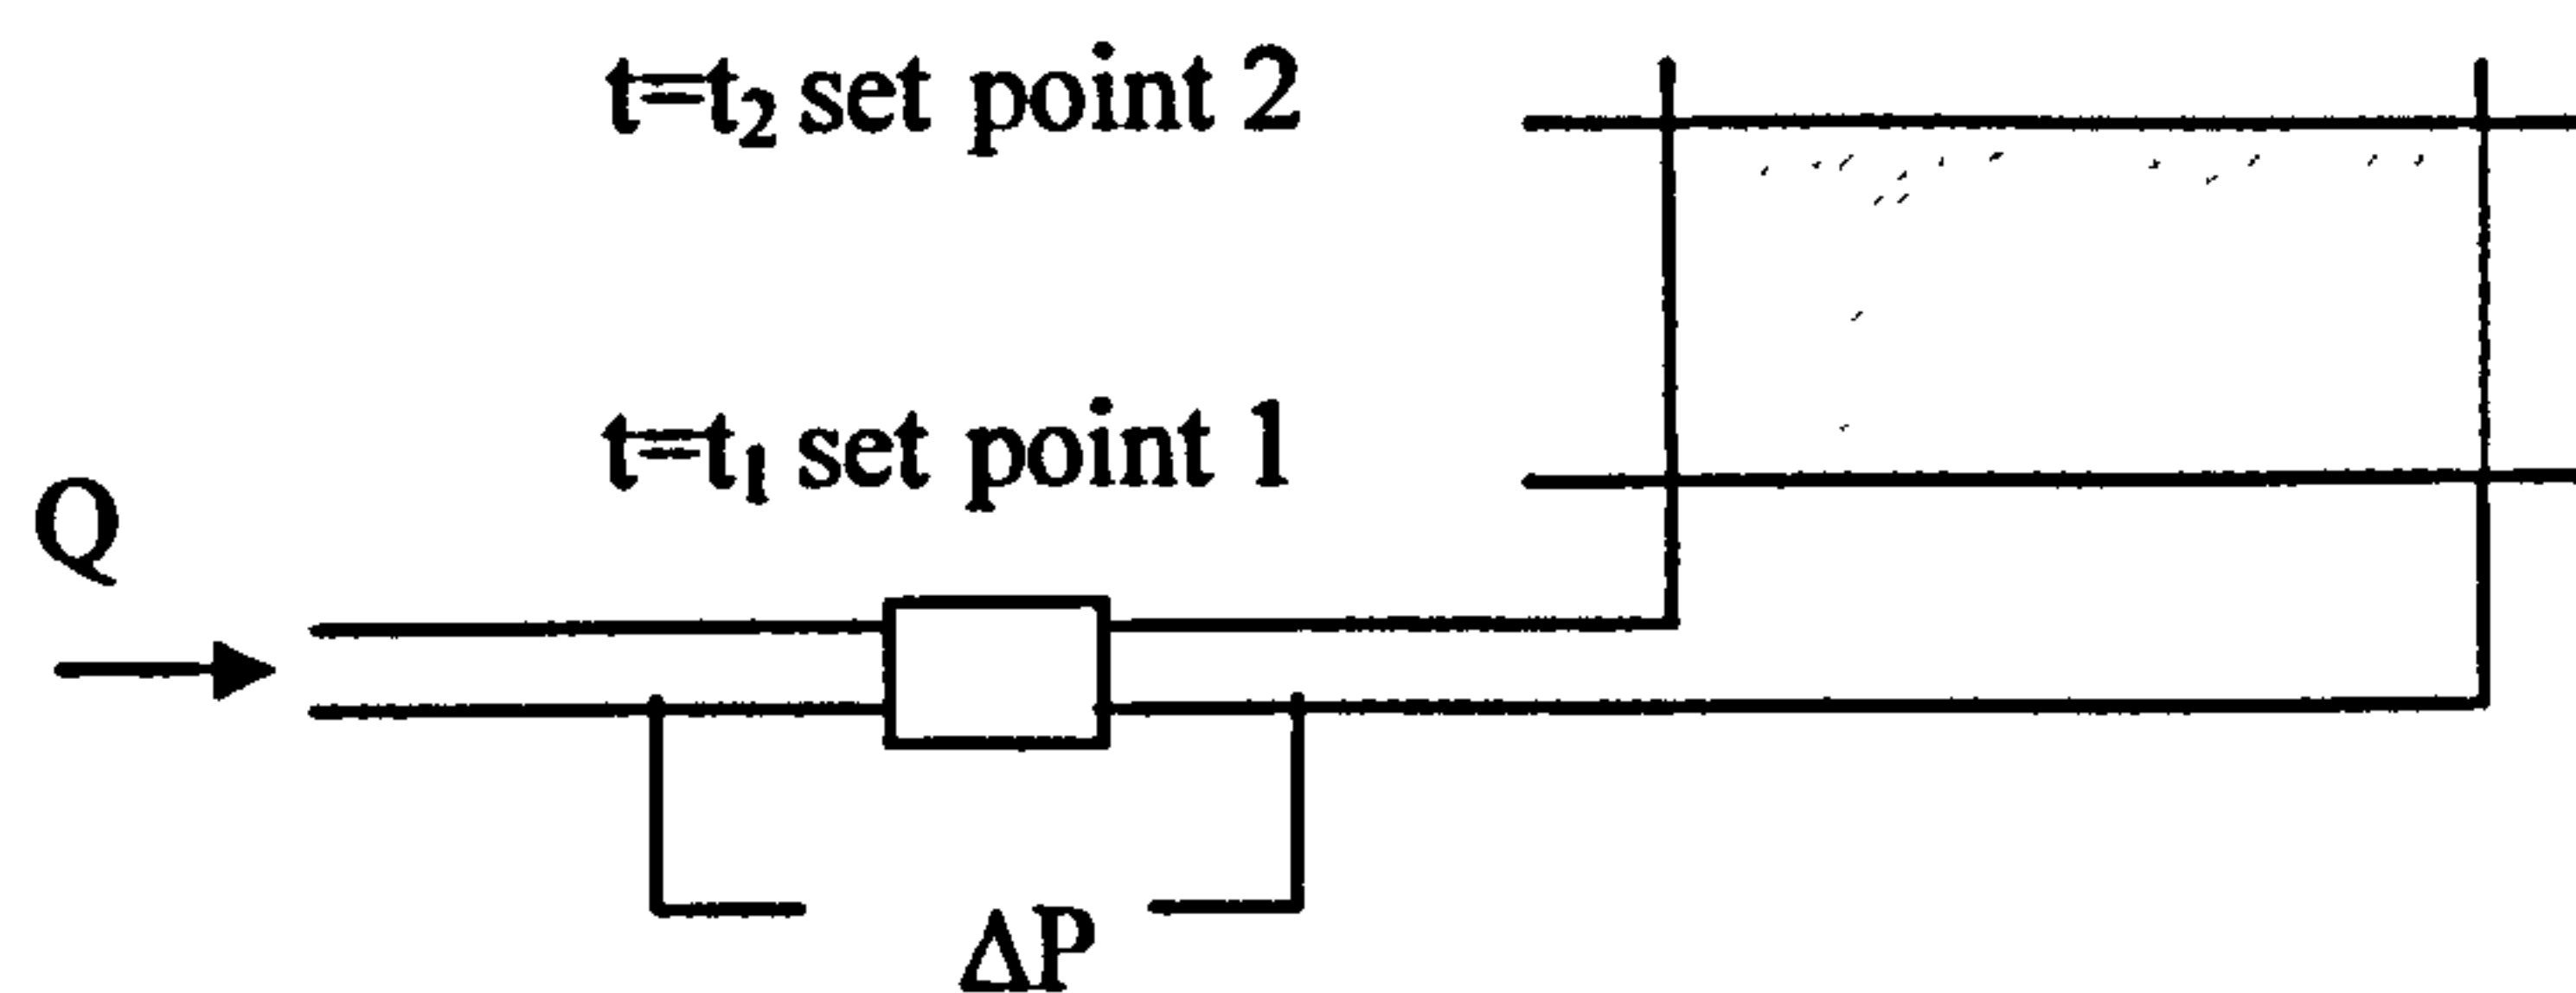 t=t₂ set point 2
t=t₁ set point 1
Q
ΔP